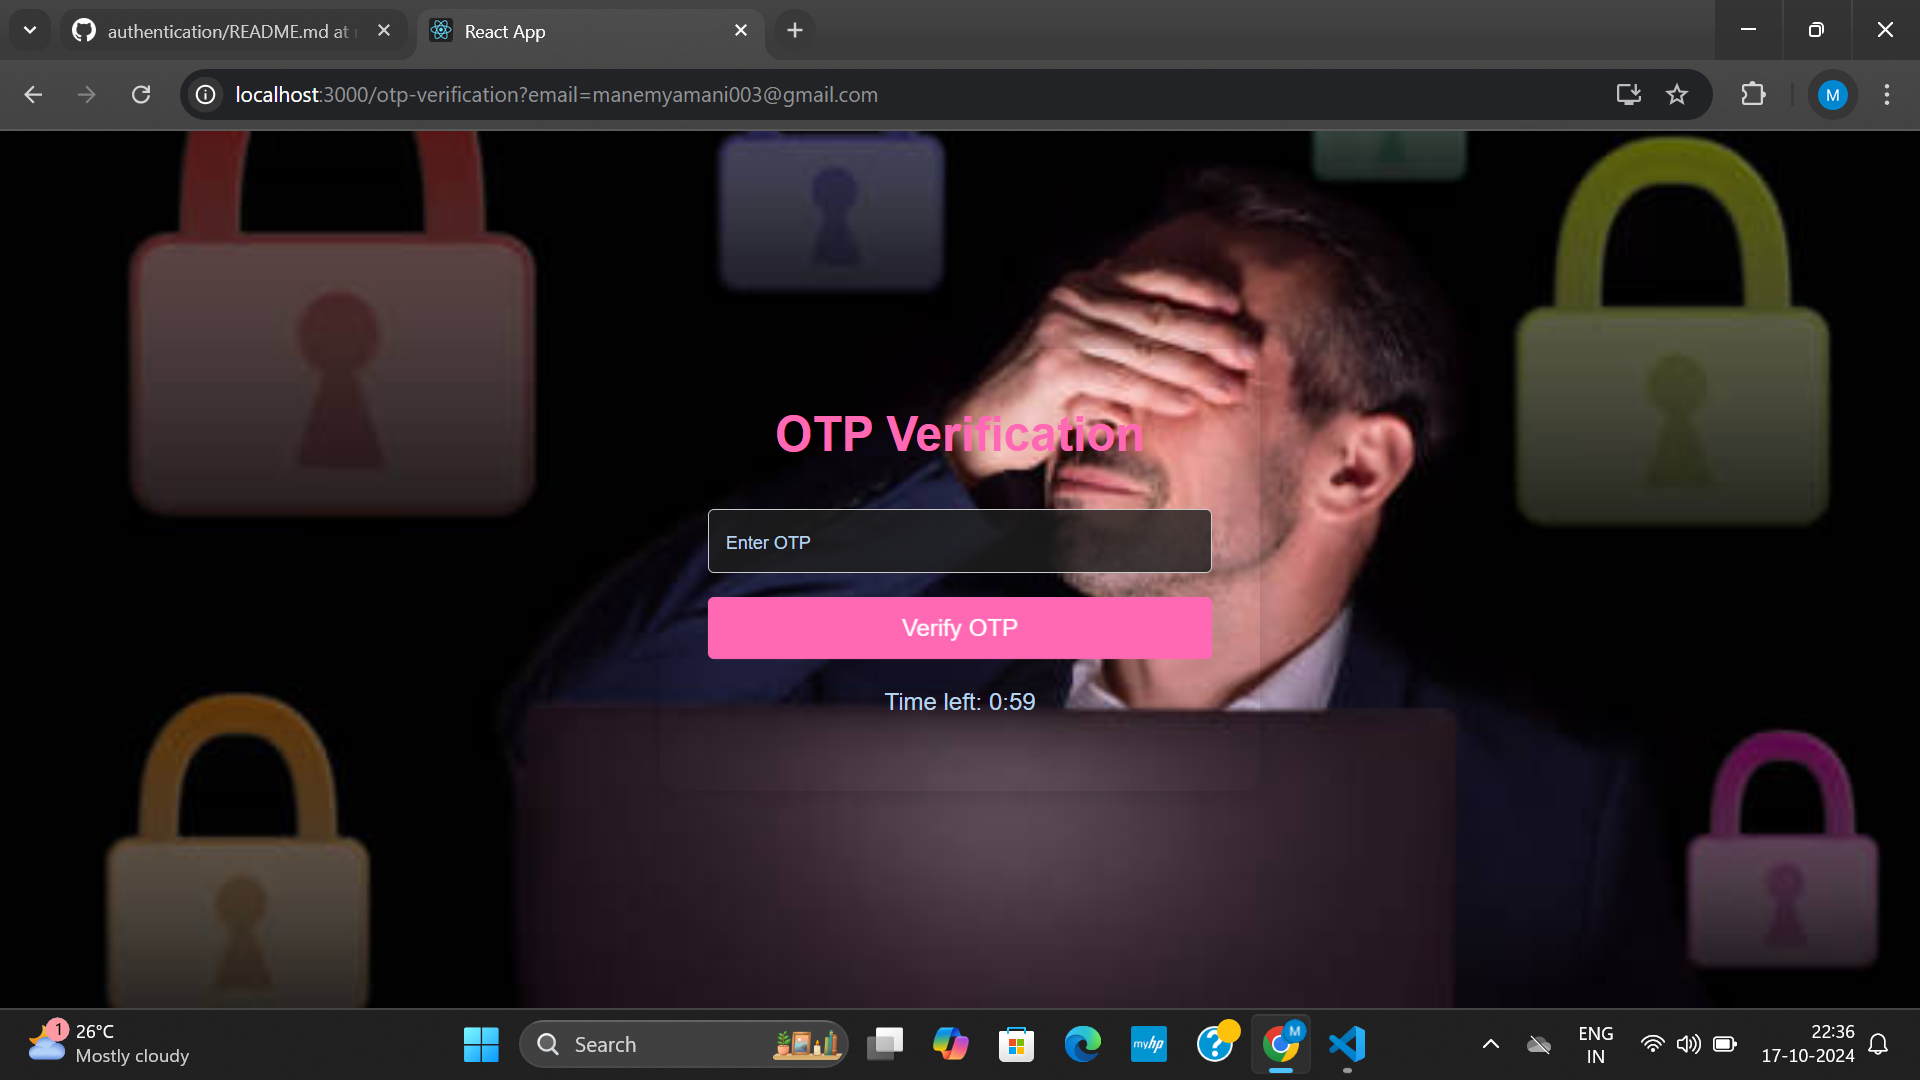 authentication/README.md at
React App
localhost:3000/otp-verification?email=manemyamani003@gmail.com
M
OTP Verification
Enter OTP
Verify OTP
Time left: 0:59
1
26°C
Mostly cloudy
Search
myhp
M
ENG
IN
22:36
17-10-2024